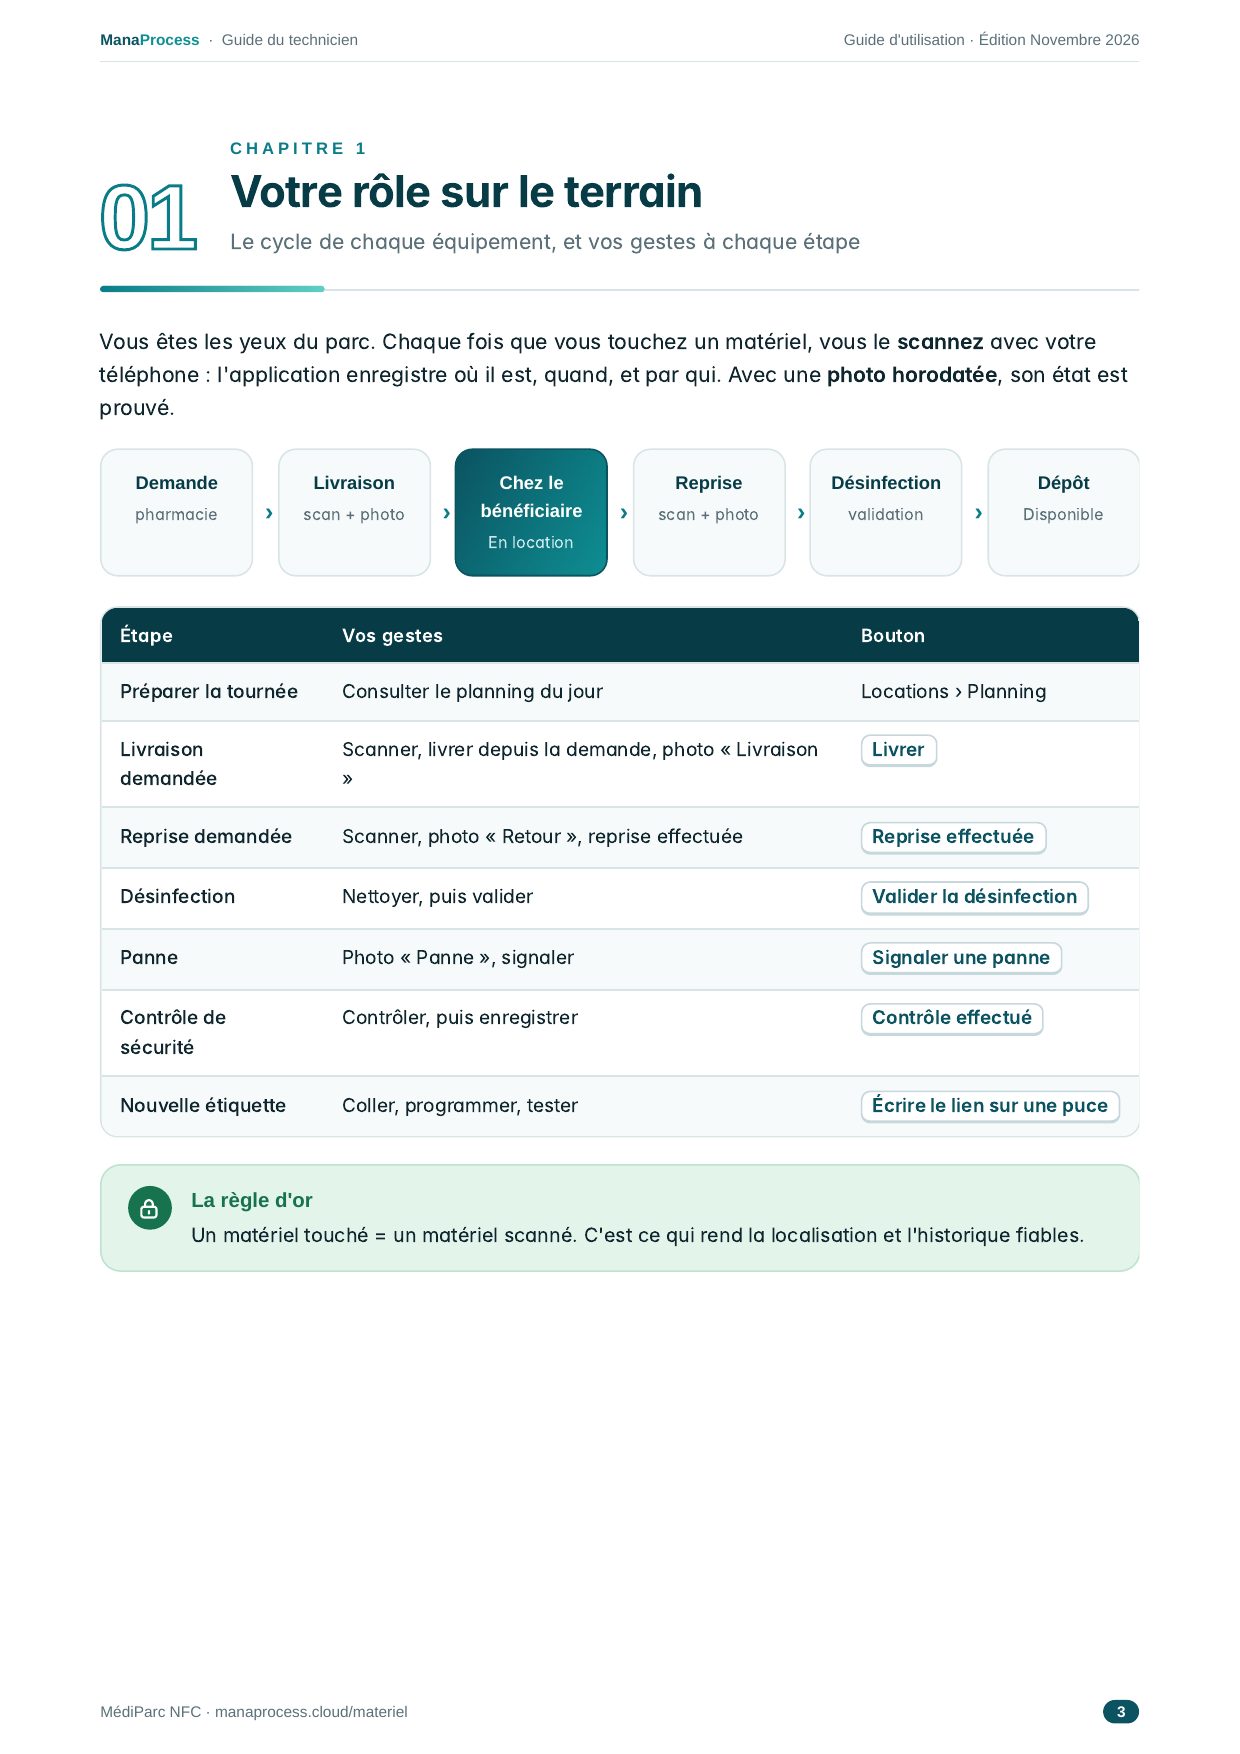 ManaProcess · Guide du technicien
Guide d'utilisation · Édition Novembre 2026
CHAPITRE 1
01
Votre rôle sur le terrain
Le cycle de chaque équipement, et vos gestes à chaque étape
Vous êtes les yeux du parc. Chaque fois que vous touchez un matériel, vous le scannez avec votre
téléphone : l'application enregistre où il est, quand, et par qui. Avec une photo horodatée, son état est
prouvé.
Demande
pharmacie
›
Livraison
scan + photo
›
Chez le
bénéficiaire
En location
›
Reprise
scan + photo
›
Désinfection
validation
›
Dépôt
Disponible
Étape Vos gestes Bouton
Préparer la tournée Consulter le planning du jour Locations › Planning
Livraison Scanner, livrer depuis la demande, photo « Livraison Livrer
demandée »
Reprise demandée Scanner, photo « Retour », reprise effectuée Reprise effectuée
Désinfection Nettoyer, puis valider Valider la désinfection
Panne Photo « Panne », signaler Signaler une panne
Contrôle de Contrôler, puis enregistrer Contrôle effectué
sécurité
Nouvelle étiquette Coller, programmer, tester Écrire le lien sur une puce
La règle d'or
Un matériel touché = un matériel scanné. C'est ce qui rend la localisation et l'historique fiables.
MédiParc NFC · manaprocess.cloud/materiel
3